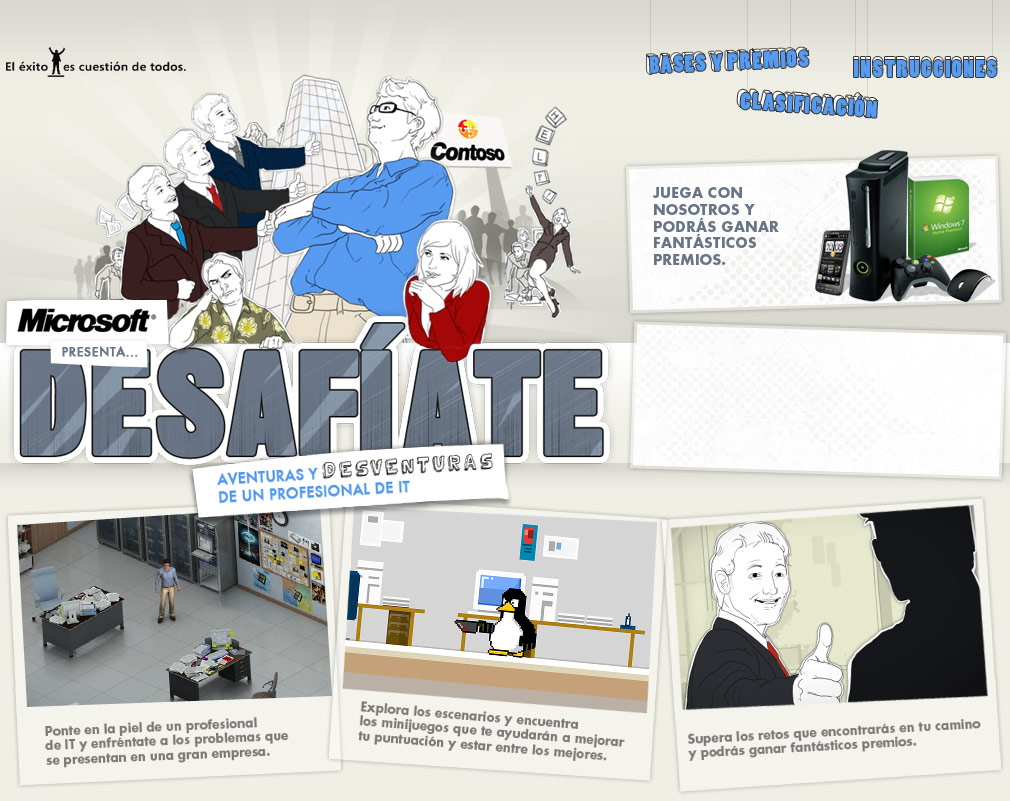 El éxito es cuestión de todos.
BASES Y PREMIOS
INSTRUCCIONES
CLASIFICACIÓN
Contoso
HELP!
JUEGA CON
NOSOTROS Y
PODRÁS GANAR
FANTÁSTICOS
PREMIOS.
Windows 7
Home Premium
Microsoft®
PRESENTA...
DESAFÍATE
AVENTURAS Y DESVENTURAS
DE UN PROFESIONAL DE IT
Ponte en la piel de un profesional
de IT y enfréntate a los problemas que
se presentan en una gran empresa.
Explora los escenarios y encuentra
los minijuegos que te ayudarán a mejorar
tu puntuación y estar entre los mejores.
Supera los retos que encontrarás en tu camino
y podrás ganar fantásticos premios.